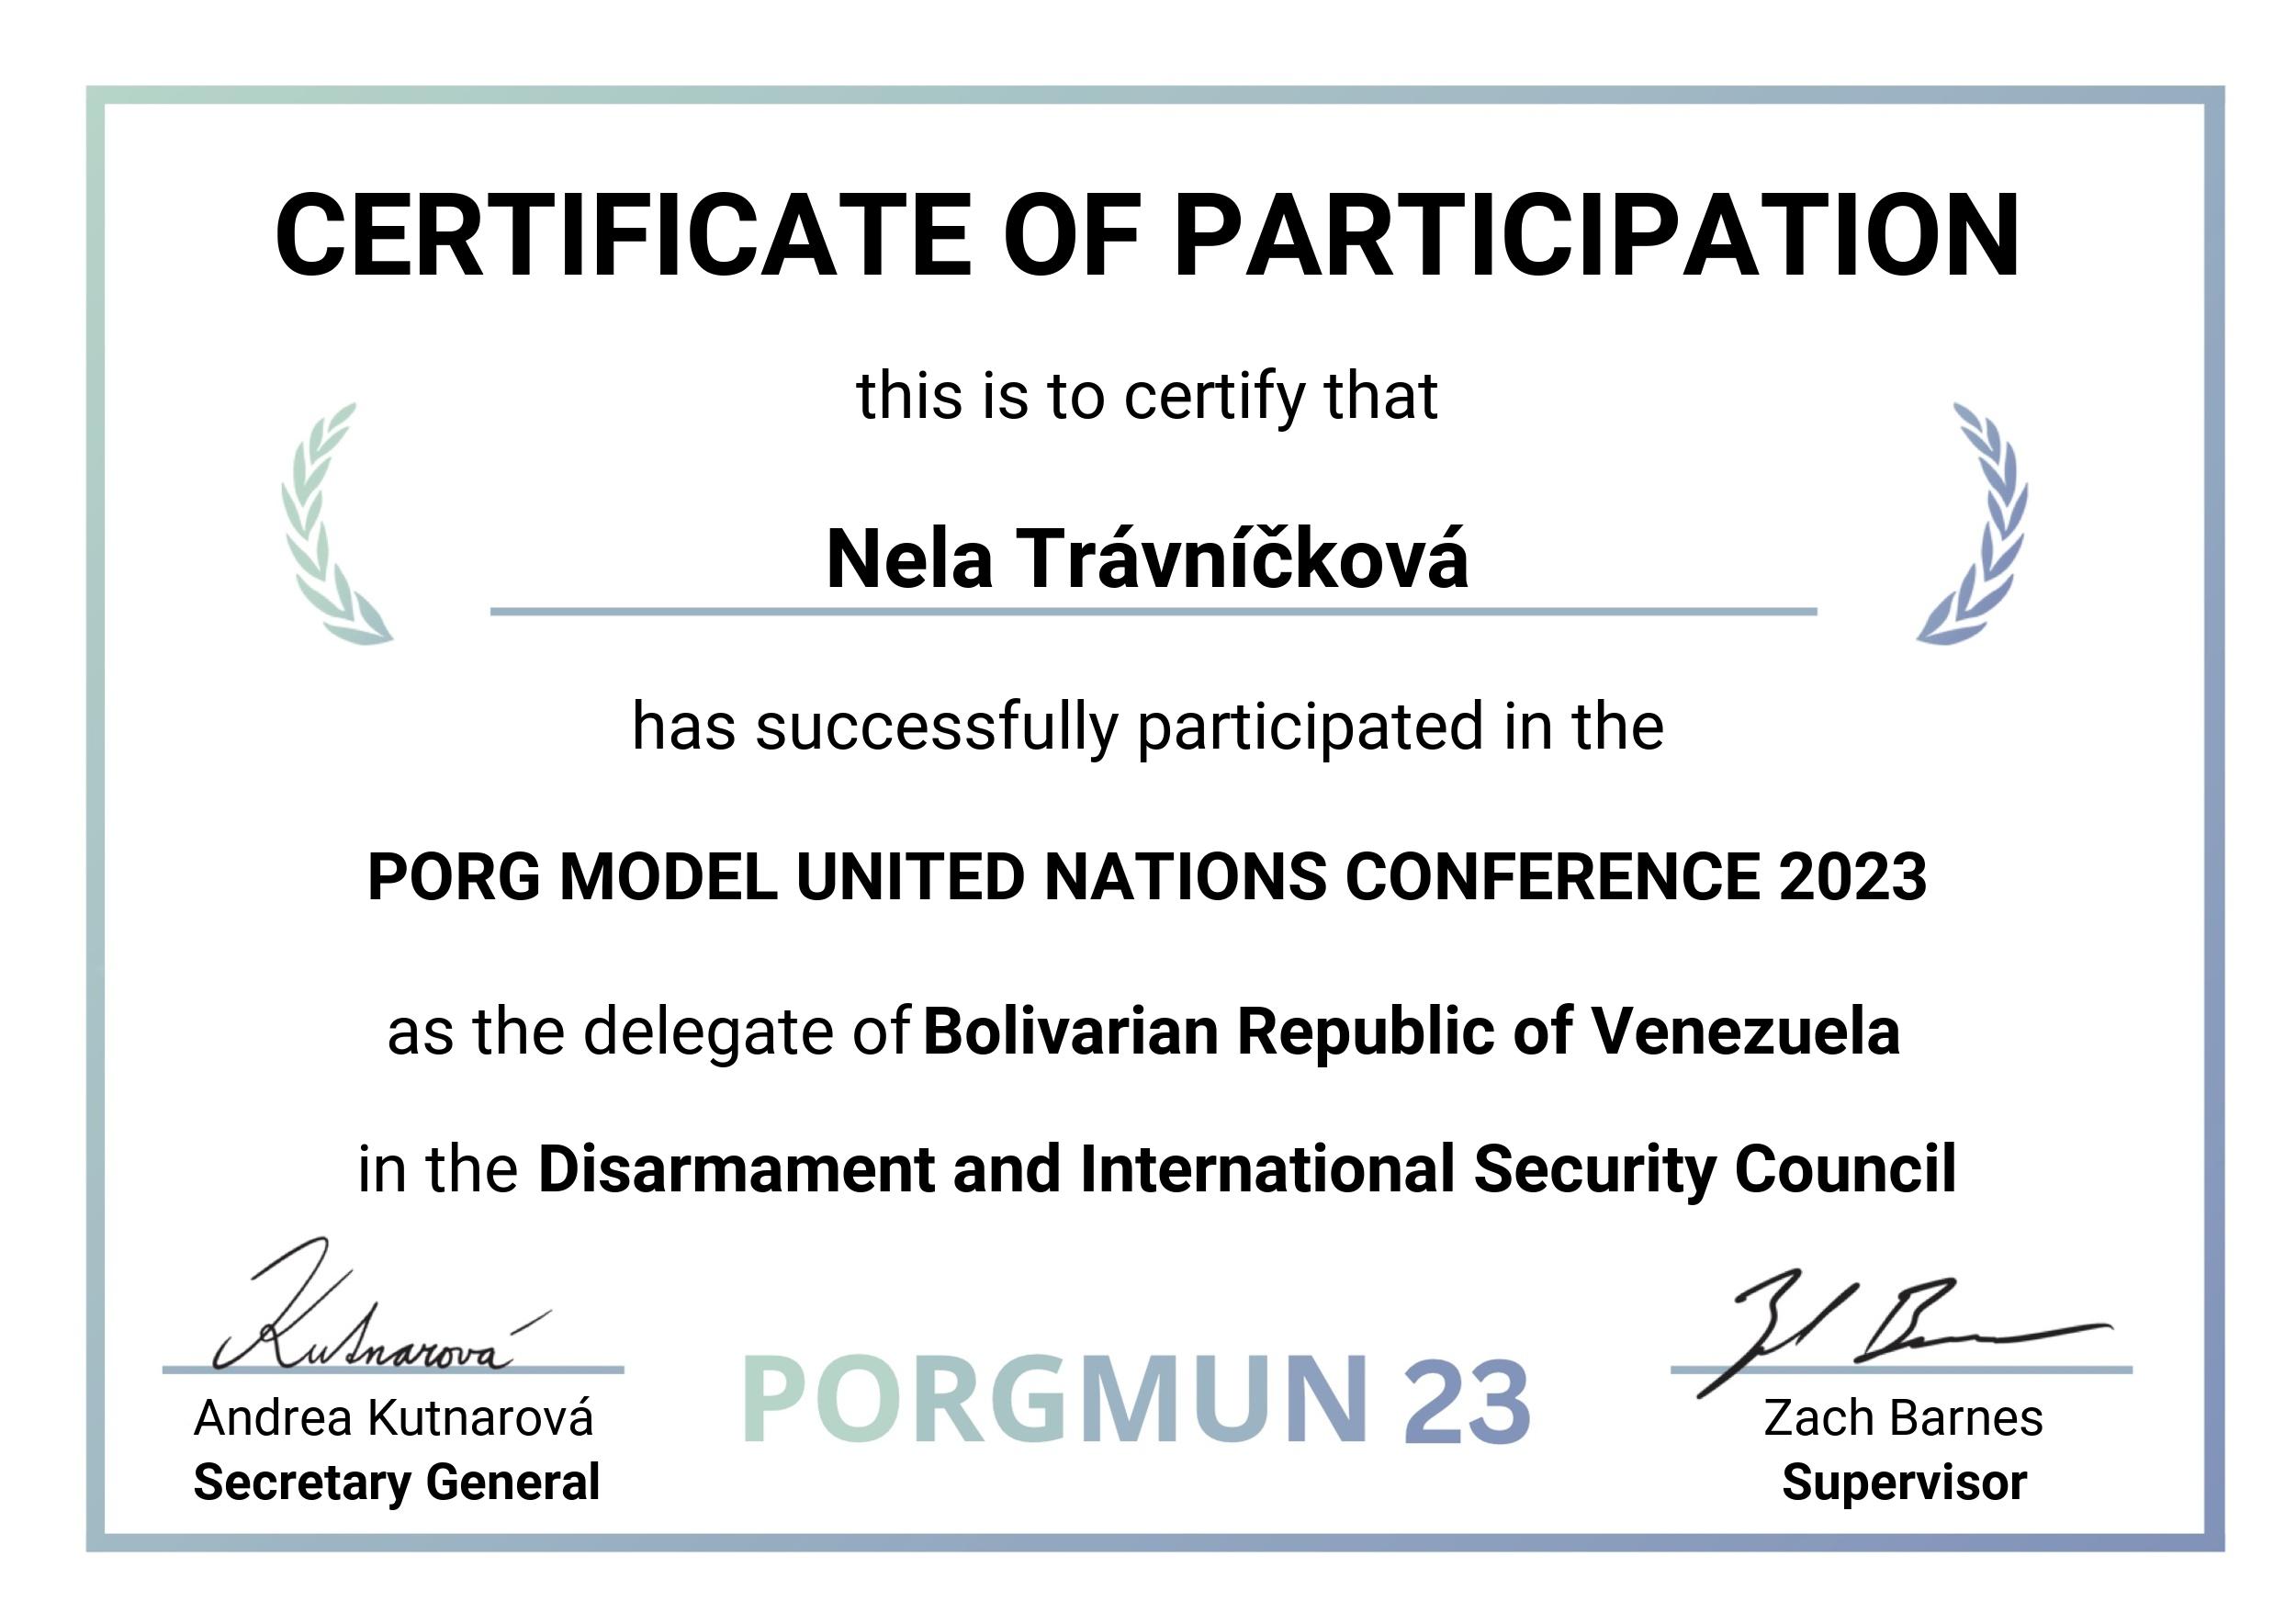 CERTIFICATE OF PARTICIPATION
this is to certify that
Nela Trávníčková
has successfully participated in the
PORG MODEL UNITED NATIONS CONFERENCE 2023
as the delegate of Bolivarian Republic of Venezuela
in the Disarmament and International Security Council
Kutnarová
Andrea Kutnarová
Secretary General
PORGMUN 23
Zach Barnes
Supervisor